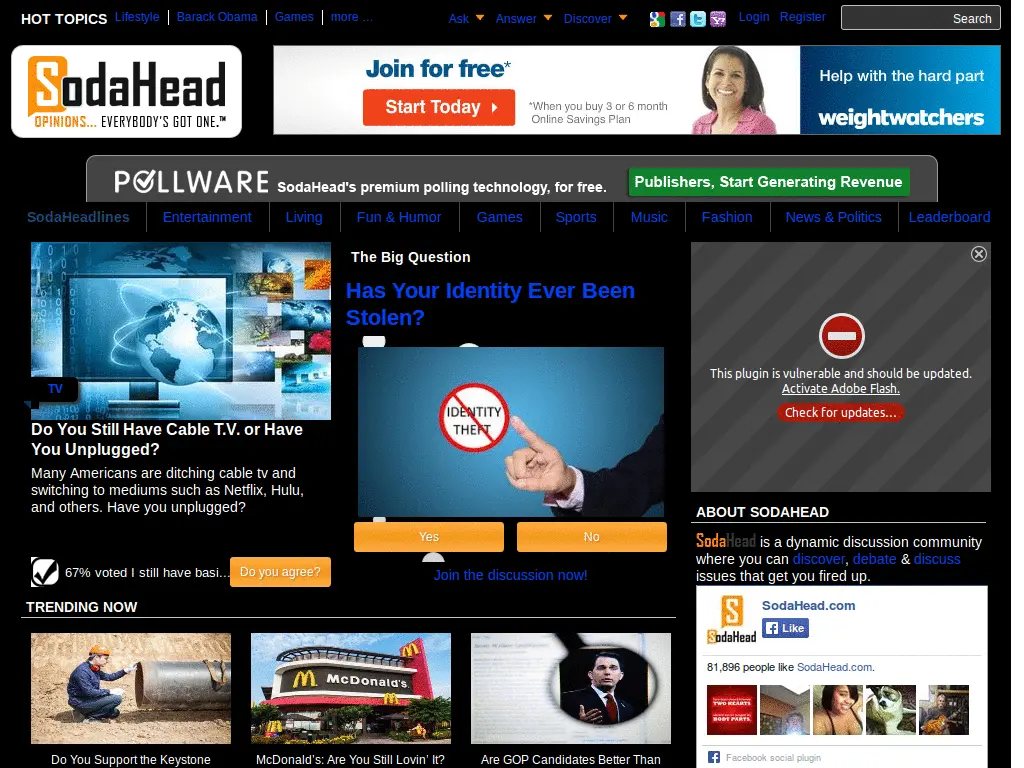 HOT TOPICS Lifestyle Barack Obama Games more ...
Ask Answer Discover Login Register Search
SodaHead
OPINIONS... EVERYBODY'S GOT ONE.™
Join for free*
Start Today
*When you buy 3 or 6 month
Online Savings Plan
Help with the hard part
weightwatchers
POLLWARE SodaHead's premium polling technology, for free. Publishers, Start Generating Revenue
SodaHeadlines Entertainment Living Fun & Humor Games Sports Music Fashion News & Politics Leaderboard
TV
Do You Still Have Cable T.V. or Have
You Unplugged?
Many Americans are ditching cable tv and
switching to mediums such as Netflix, Hulu,
and others. Have you unplugged?
67% voted I still have basi... Do you agree?
The Big Question
Has Your Identity Ever Been
Stolen?
IDENTITY
THEFT
Yes No
Join the discussion now!
This plugin is vulnerable and should be updated.
Activate Adobe Flash.
Check for updates...
ABOUT SODAHEAD
SodaHead is a dynamic discussion community
where you can discover, debate & discuss
issues that get you fired up.
SodaHead
SodaHead.com
Like
81,896 people like SodaHead.com.
TWO HEARTS
BODY PARTS.
Facebook social plugin
TRENDING NOW
McDonald's
Do You Support the Keystone
McDonald's: Are You Still Lovin' It?
Are GOP Candidates Better Than